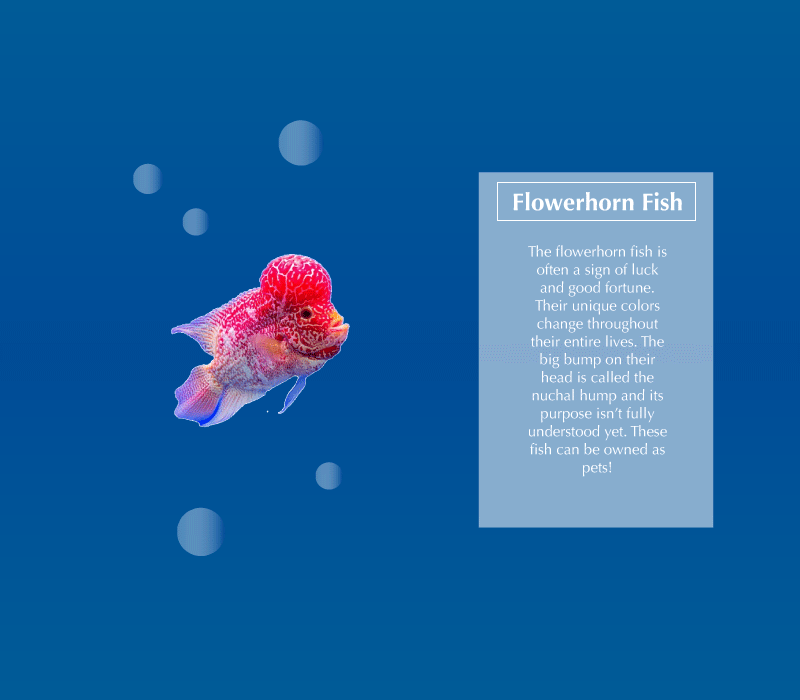 Flowerhorn Fish
The flowerhorn fish is
often a sign of luck
and good fortune.
Their unique colors
change throughout
their entire lives. The
big bump on their
head is called the
nuchal hump and its
purpose isn’t fully
understood yet. These
fish can be owned as
pets!